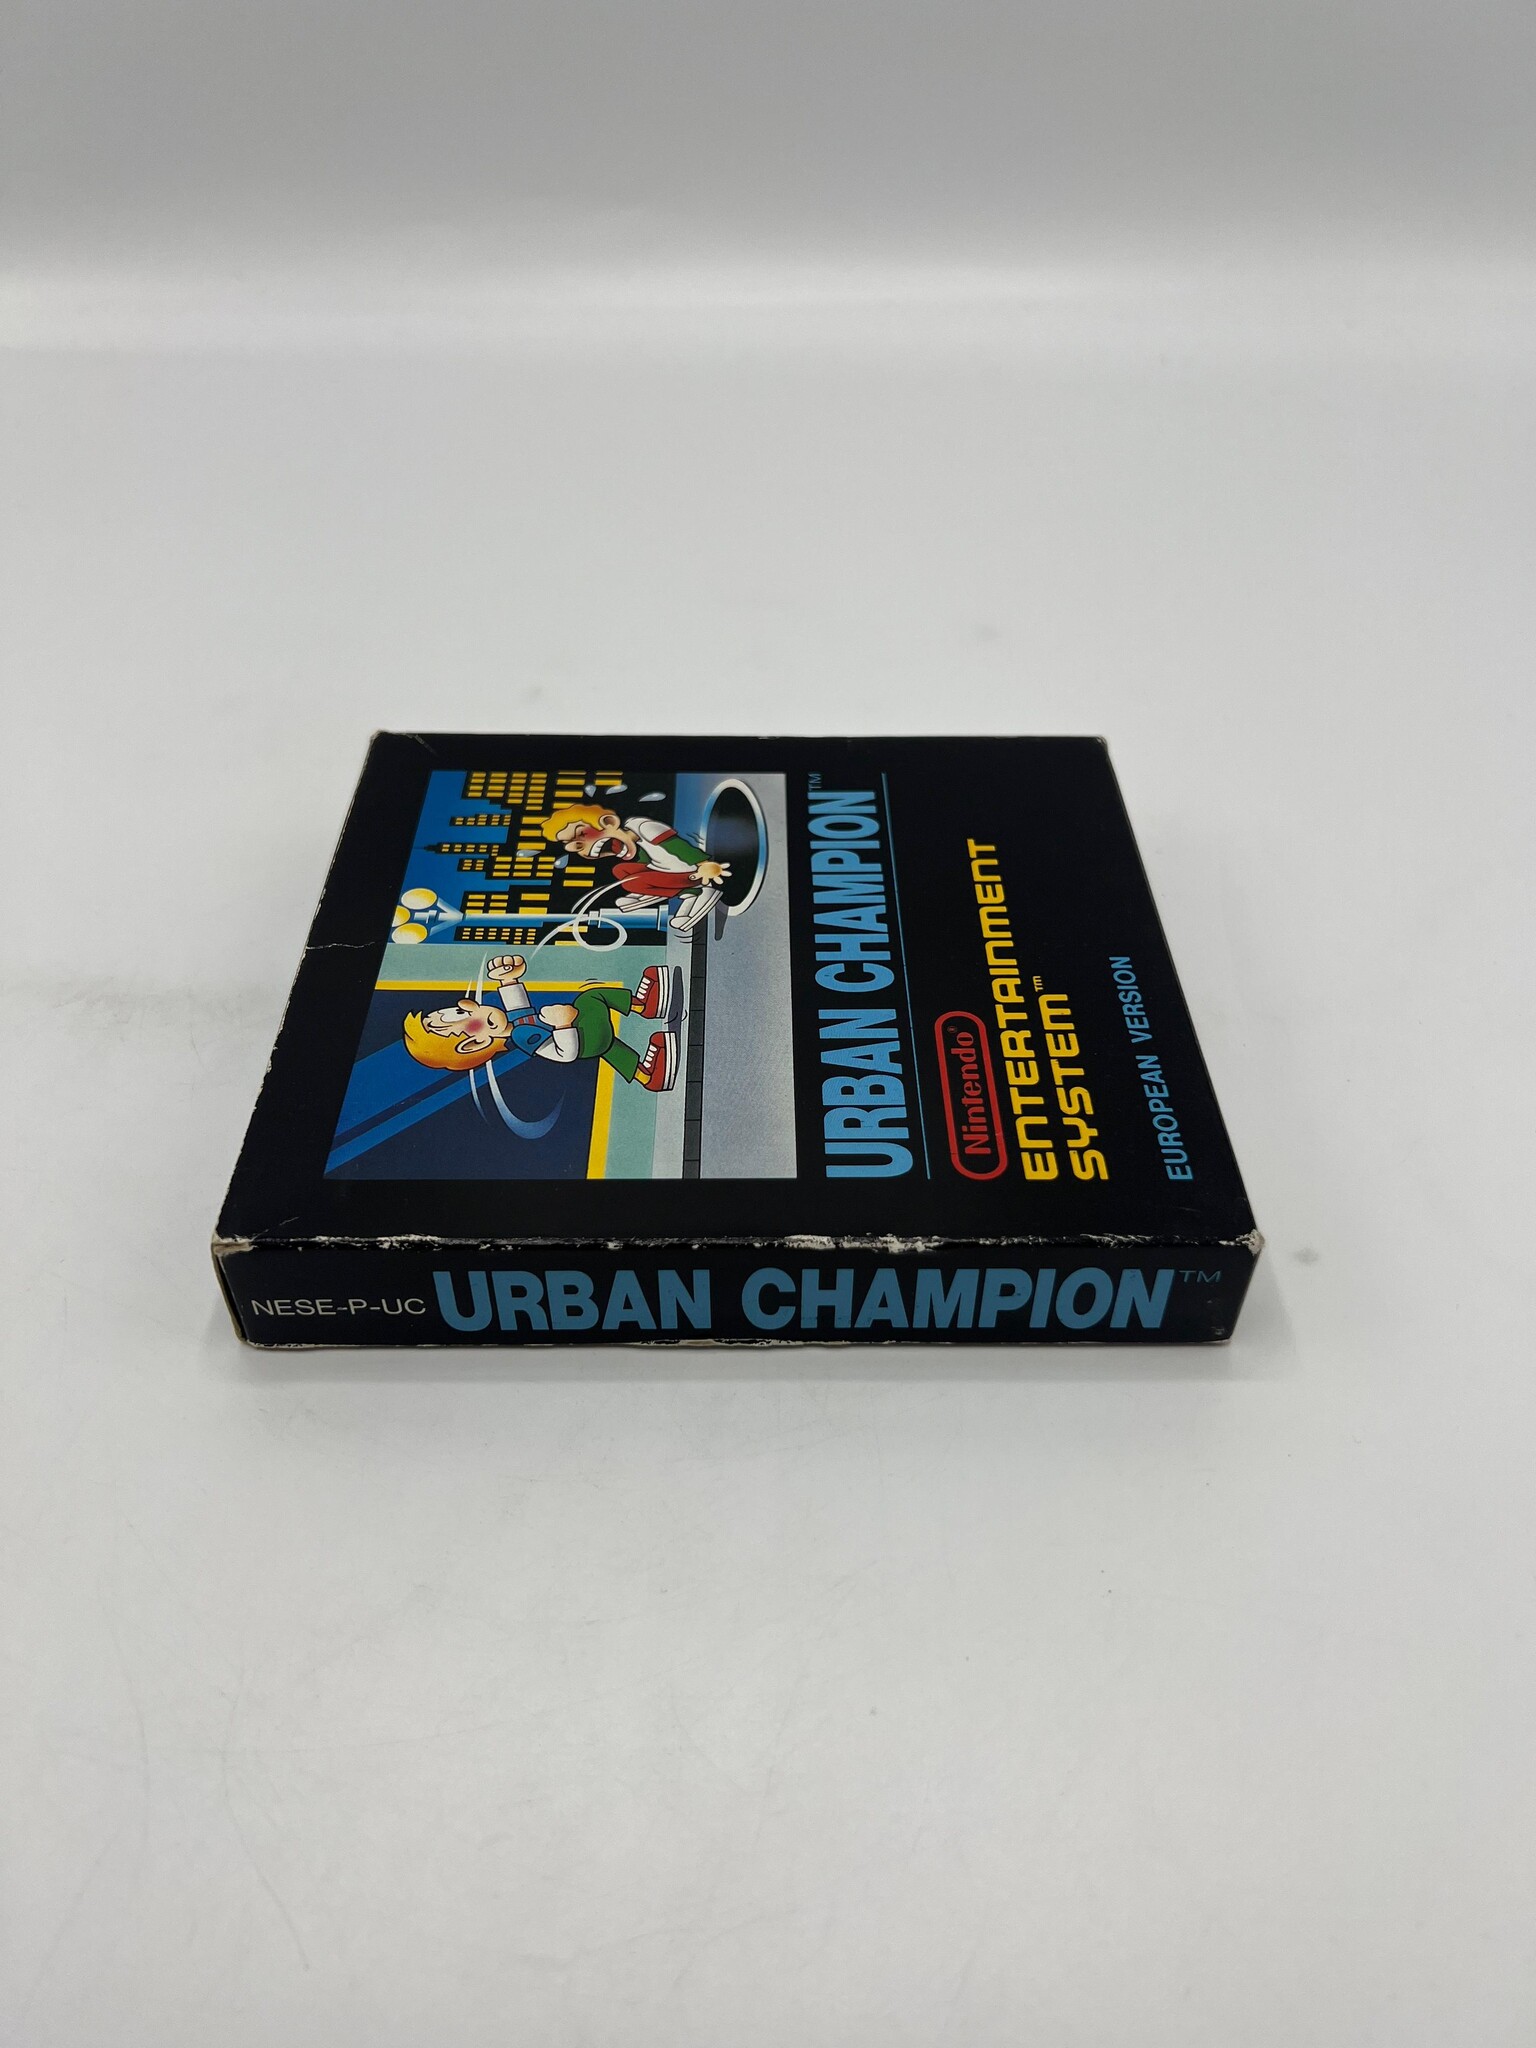 URBAN CHAMPION™
Nintendo®
ENTERTAINMENT
SYSTEM™
EUROPEAN VERSION
NESE-P-UC URBAN CHAMPION™